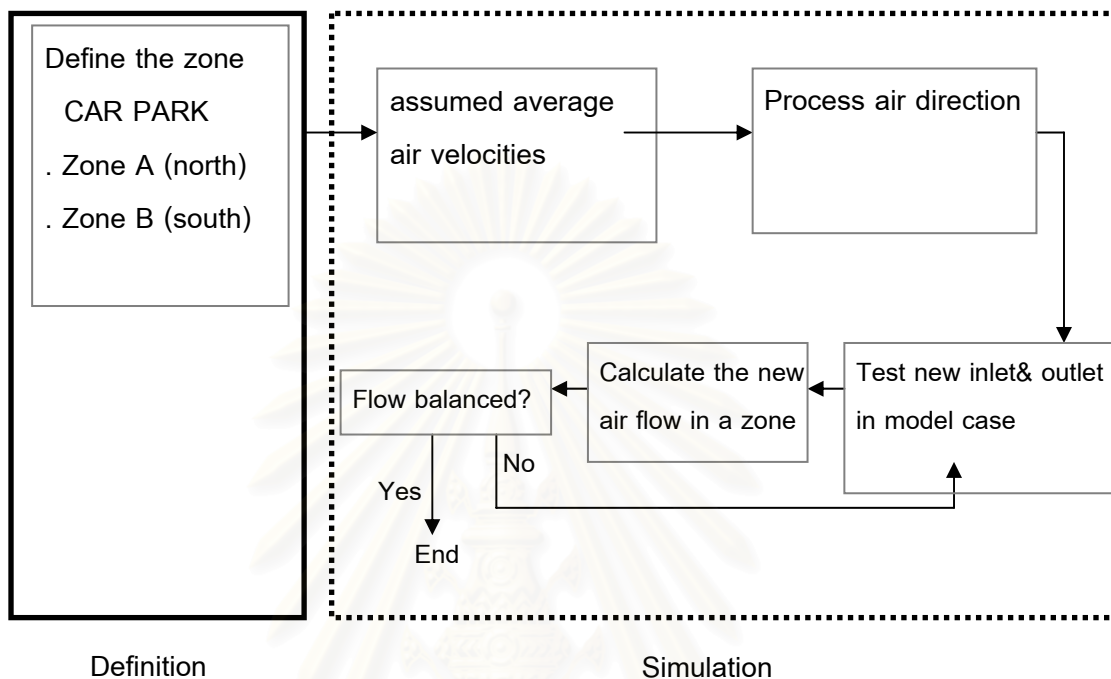 Define the zone
CAR PARK
. Zone A (north)
. Zone B (south)
assumed average
air velocities
Process air direction
Test new inlet& outlet
in model case
Calculate the new
air flow in a zone
Flow balanced?
No
Yes
End
Definition
Simulation